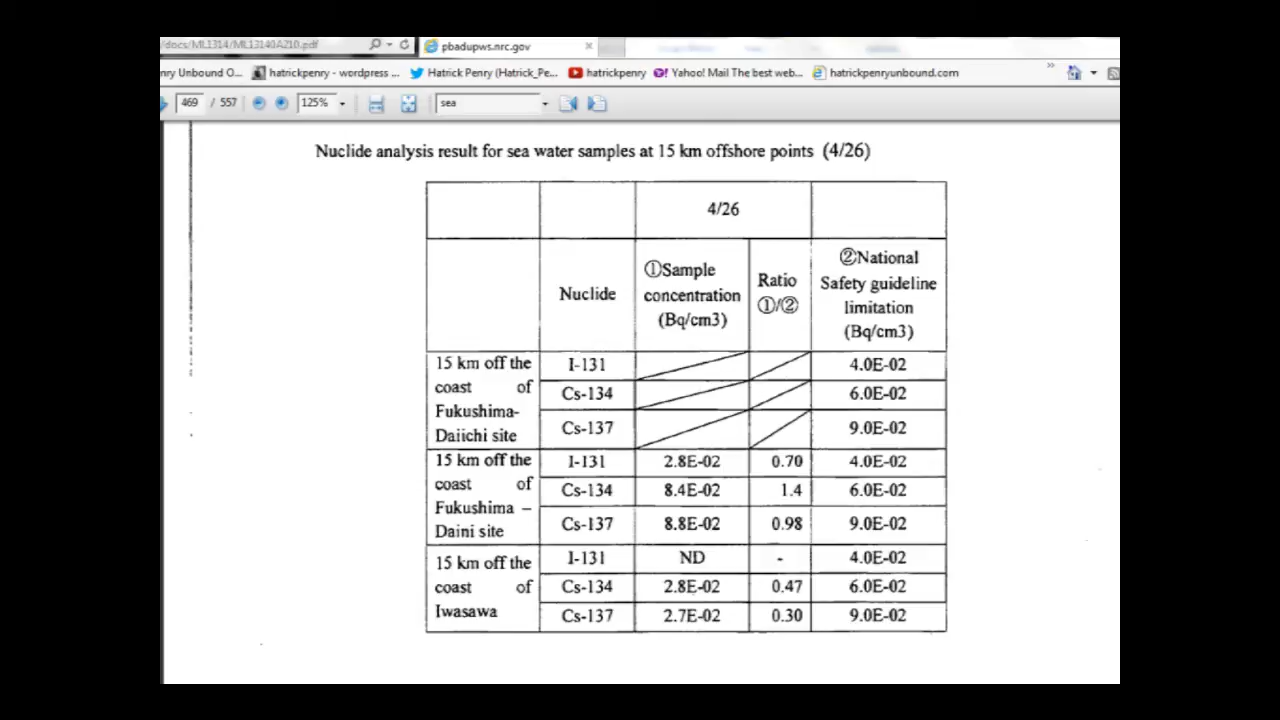 /docs/ML1314/ML13140A210.pdf
pbadupws.nrc.gov
nry Unbound O...
hatrickpenry - wordpress ...
Hatrick Penry (Hatrick_Pe...
hatrickpenry
Yahoo! Mail The best web...
hatrickpenryunbound.com
469 / 557
125%
sea
Nuclide analysis result for sea water samples at 15 km offshore points (4/26)
4/26
Nuclide
①Sample
concentration
(Bq/cm3)
Ratio
①/②
②National
Safety guideline
limitation
(Bq/cm3)
15 km off the
coast of
Fukushima-
Daiichi site
I-131 4.0E-02
Cs-134 6.0E-02
Cs-137 9.0E-02
15 km off the
coast of
Fukushima –
Daini site
I-131 2.8E-02 0.70 4.0E-02
Cs-134 8.4E-02 1.4 6.0E-02
Cs-137 8.8E-02 0.98 9.0E-02
15 km off the
coast of
Iwasawa
I-131 ND - 4.0E-02
Cs-134 2.8E-02 0.47 6.0E-02
Cs-137 2.7E-02 0.30 9.0E-02